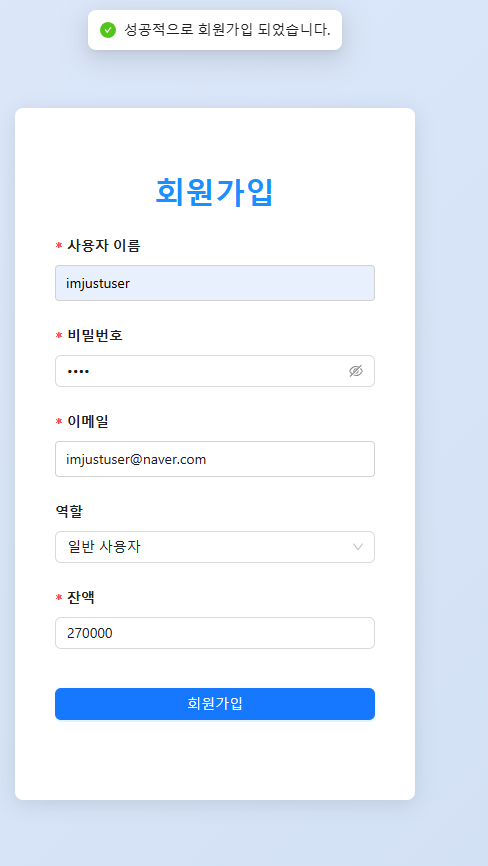 성공적으로 회원가입 되었습니다.
회원가입
* 사용자 이름
imjustuser
* 비밀번호
••••
* 이메일
imjustuser@naver.com
역할
일반 사용자
* 잔액
270000
회원가입